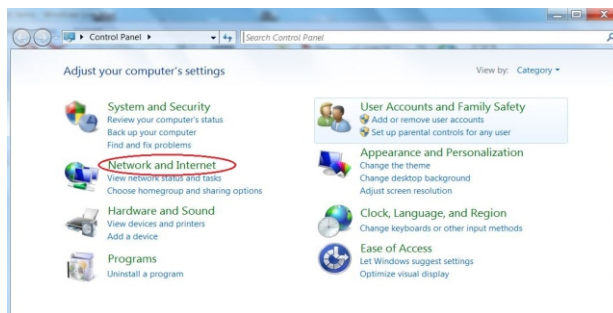 Control Panel
Search Control Panel
Adjust your computer's settings
View by: Category
System and Security
Review your computer's status
Back up your computer
Find and fix problems
Network and Internet
View network status and tasks
Choose homegroup and sharing options
Hardware and Sound
View devices and printers
Add a device
Programs
Uninstall a program
User Accounts and Family Safety
Add or remove user accounts
Set up parental controls for any user
Appearance and Personalization
Change the theme
Change desktop background
Adjust screen resolution
Clock, Language, and Region
Change keyboards or other input methods
Ease of Access
Let Windows suggest settings
Optimize visual display